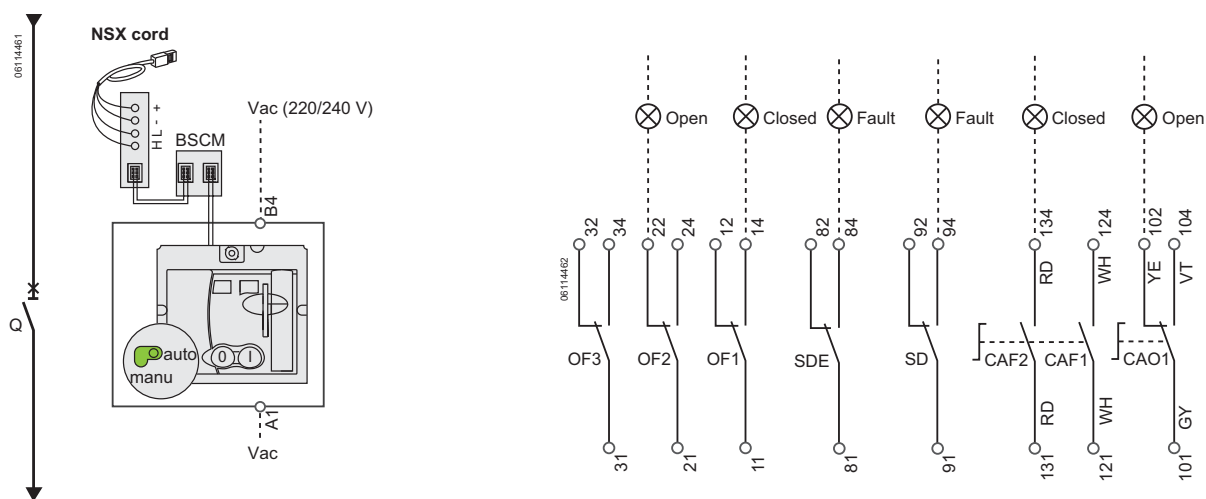 06114461
NSX cord
H L - +
BSCM
Vac (220/240 V)
B4
Q
auto
manu
0 I
A1
Vac
Open Closed Fault Fault Closed Open
32 34 22 24 12 14 82 84 92 94 134 124 102 104
06114462
RD WH YE VT
OF3 OF2 OF1 SDE SD CAF2 CAF1 CAO1
RD WH GY
31 21 11 81 91 131 121 101